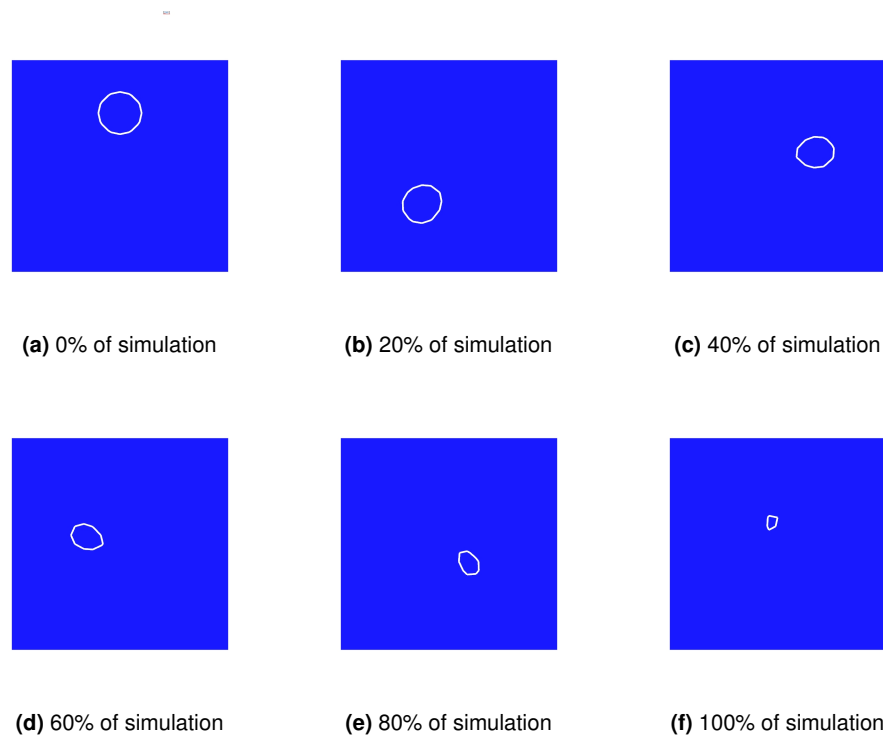 (a) 0% of simulation
(b) 20% of simulation
(c) 40% of simulation
(d) 60% of simulation
(e) 80% of simulation
(f) 100% of simulation